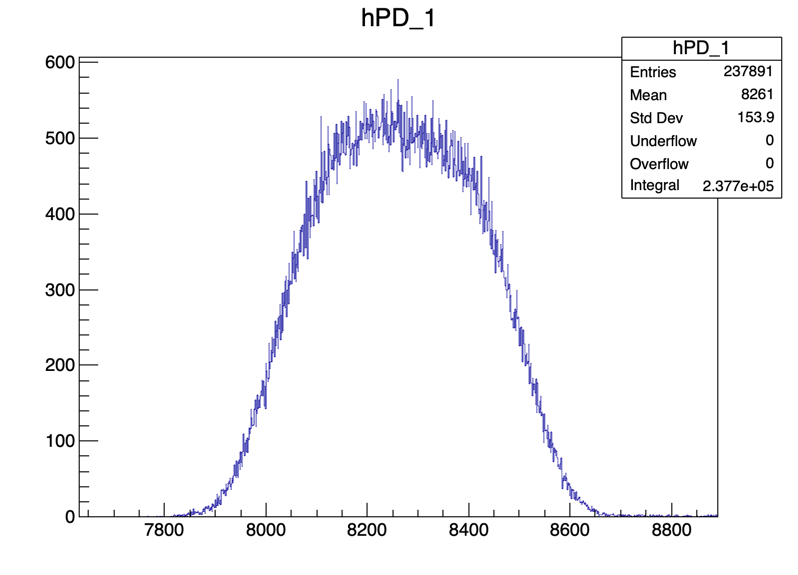 hPD_1
hPD_1
Entries 237891
Mean 8261
Std Dev 153.9
Underflow 0
Overflow 0
Integral 2.377e+05
600
500
400
300
200
100
0
7800 8000 8200 8400 8600 8800